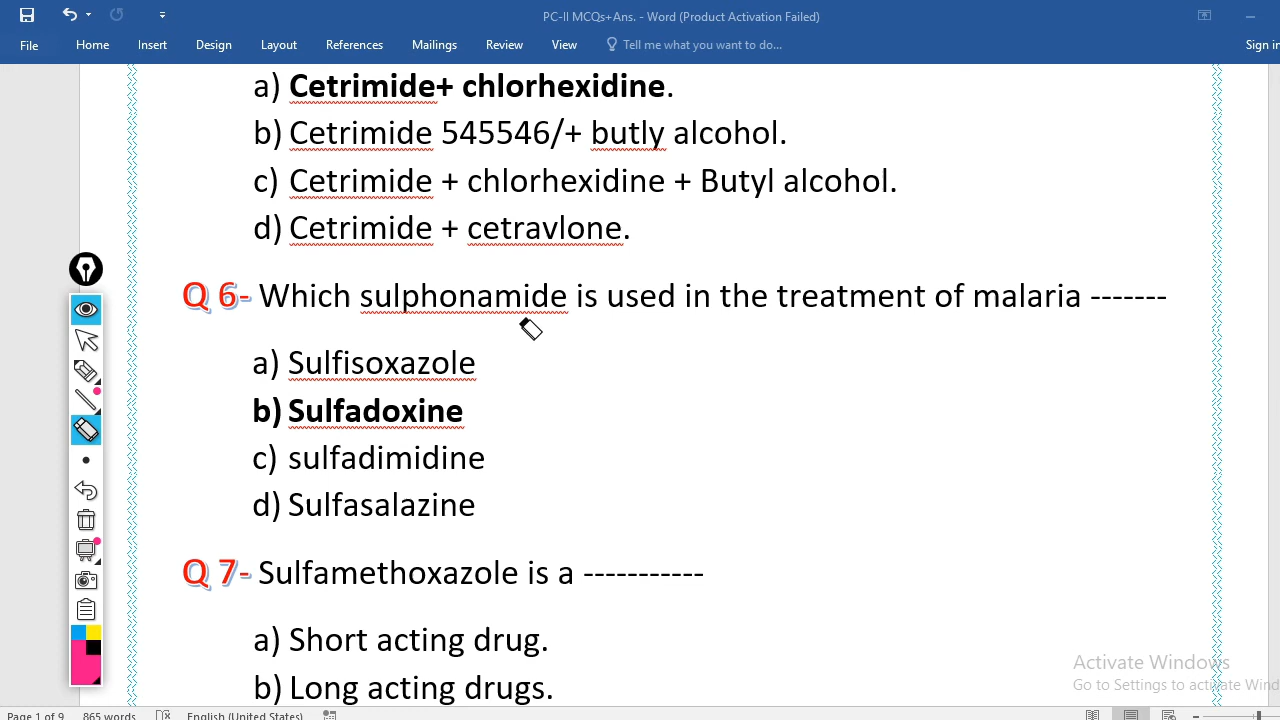 PC-II MCQs+Ans. - Word (Product Activation Failed)
File Home Insert Design Layout References Mailings Review View Tell me what you want to do... Sign in
a) Cetrimide+ chlorhexidine.
b) Cetrimide 545546/+ butly alcohol.
c) Cetrimide + chlorhexidine + Butyl alcohol.
d) Cetrimide + cetravlone.
Q 6- Which sulphonamide is used in the treatment of malaria -------
a) Sulfisoxazole
b) Sulfadoxine
c) sulfadimidine
d) Sulfasalazine
Q 7- Sulfamethoxazole is a -----------
a) Short acting drug.
b) Long acting drugs.
Activate Windows
Go to Settings to activate Wind
Page 1 of 9 865 words English (United States)